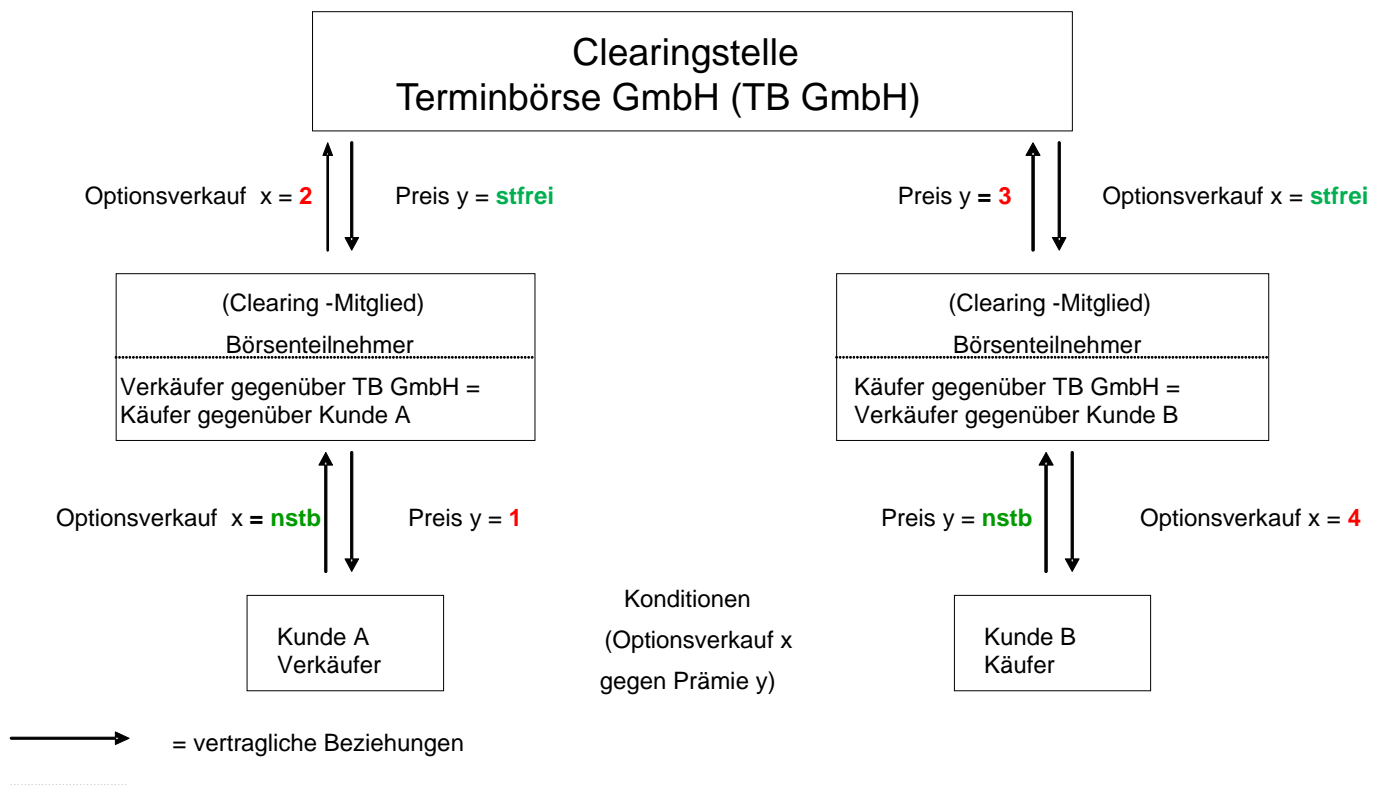 Clearingstelle
Terminbörse GmbH (TB GmbH)
Optionsverkauf x = 2
Preis y = stfrei
Preis y = 3
Optionsverkauf x = stfrei
(Clearing -Mitglied)
Börsenteilnehmer
Verkäufer gegenüber TB GmbH =
Käufer gegenüber Kunde A
(Clearing -Mitglied)
Börsenteilnehmer
Käufer gegenüber TB GmbH =
Verkäufer gegenüber Kunde B
Optionsverkauf x = nstb
Preis y = 1
Preis y = nstb
Optionsverkauf x = 4
Kunde A
Verkäufer
Konditionen
(Optionsverkauf x
gegen Prämie y)
Kunde B
Käufer
= vertragliche Beziehungen